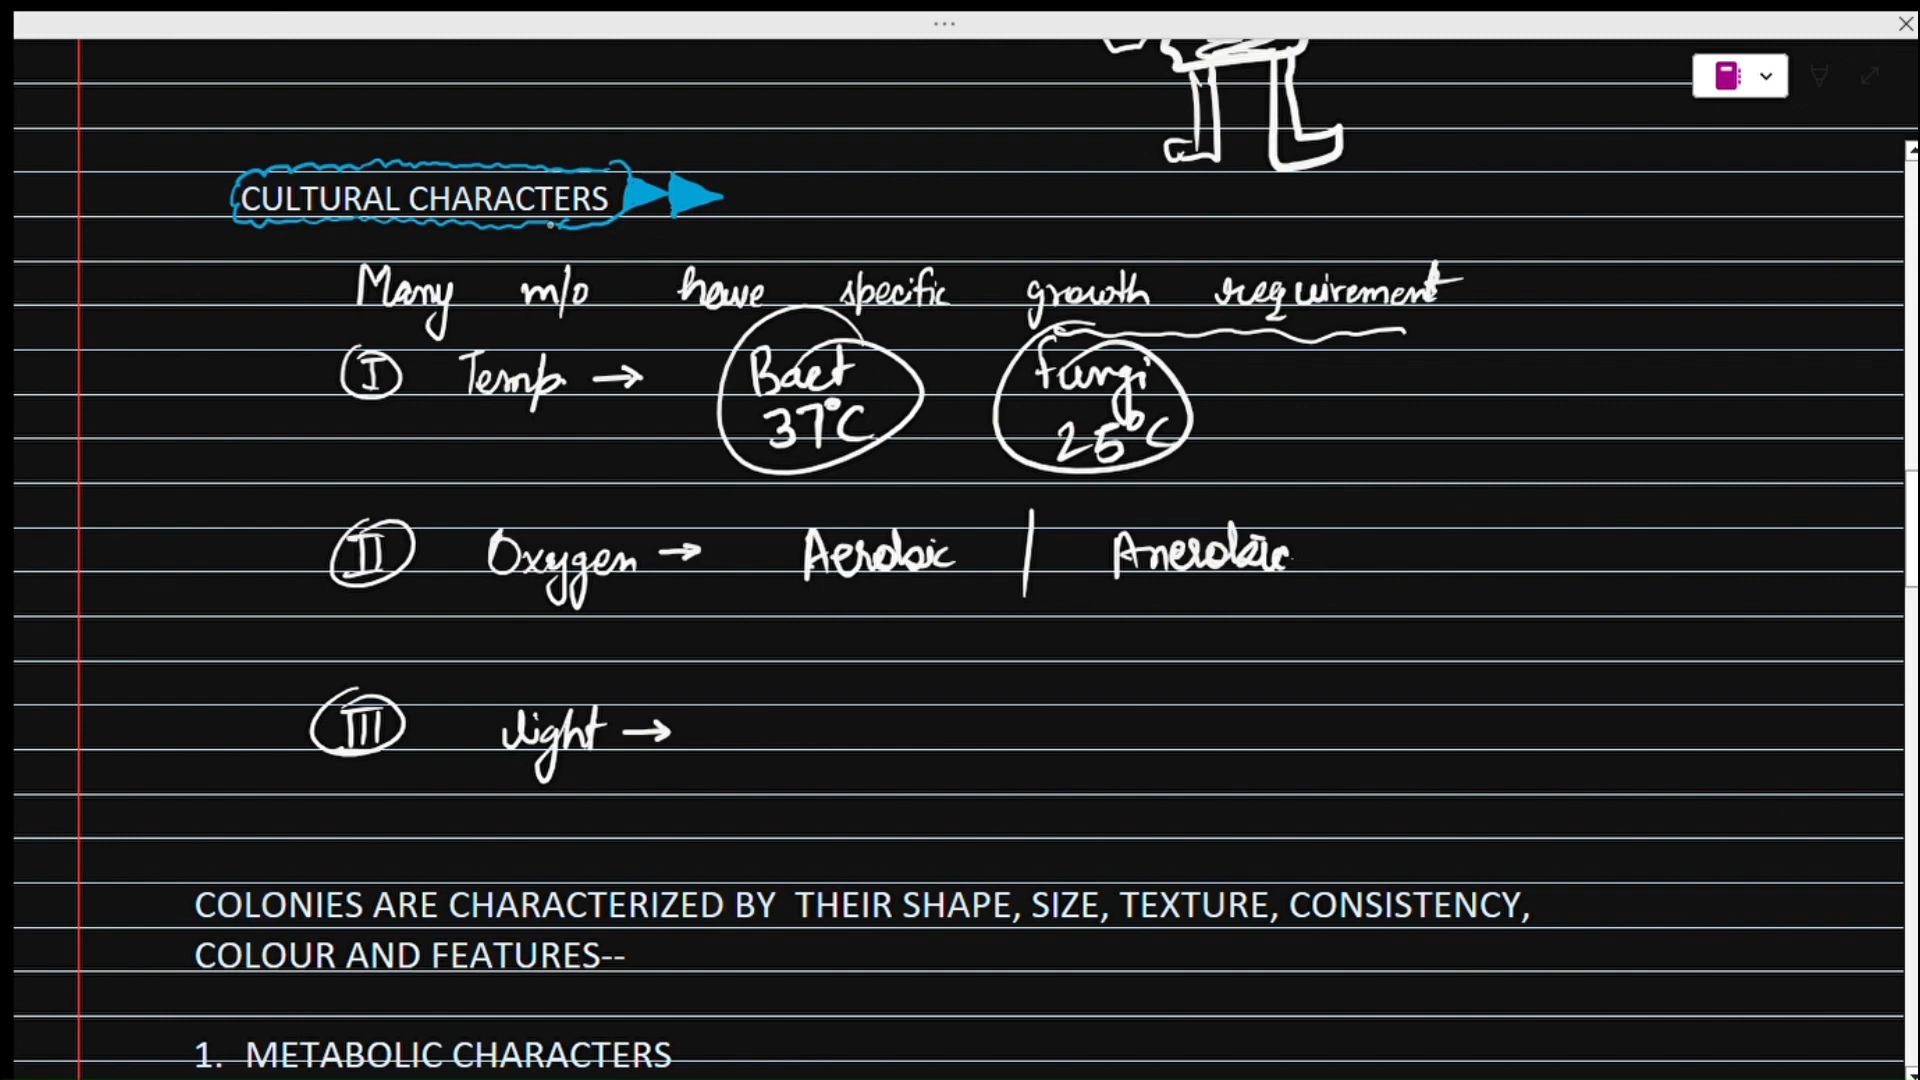 CULTURAL CHARACTERS
Many m/o have specific growth requirement
I Temp → Bact 37°C Fungi 25°C
II Oxygen → Aerobic | Anerobic
III light →
COLONIES ARE CHARACTERIZED BY THEIR SHAPE, SIZE, TEXTURE, CONSISTENCY,
COLOUR AND FEATURES--
1. METABOLIC CHARACTERS